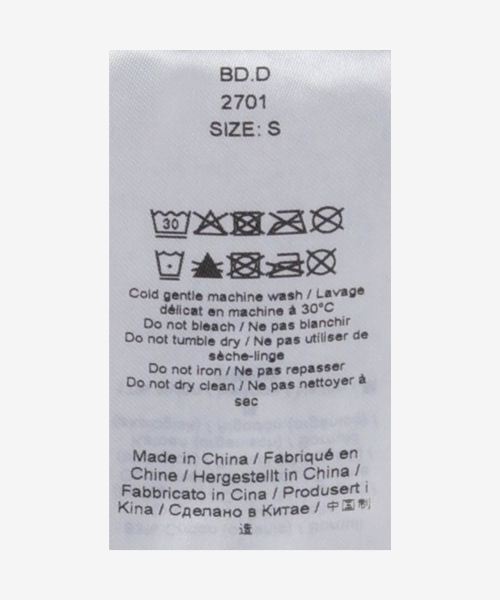 BD.D
2701
SIZE: S
30
Cold gentle machine wash / Lavage
délicat en machine à 30°C
Do not bleach / Ne pas blanchir
Do not tumble dry / Ne pas utiliser de
sèche-linge
Do not iron / Ne pas repasser
Do not dry clean / Ne pas nettoyer à
sec
Made in China / Fabriqué en
Chine / Hergestellt in China /
Fabbricato in Cina / Produsert i
Kina / Сделано в Китае / 中国制
造